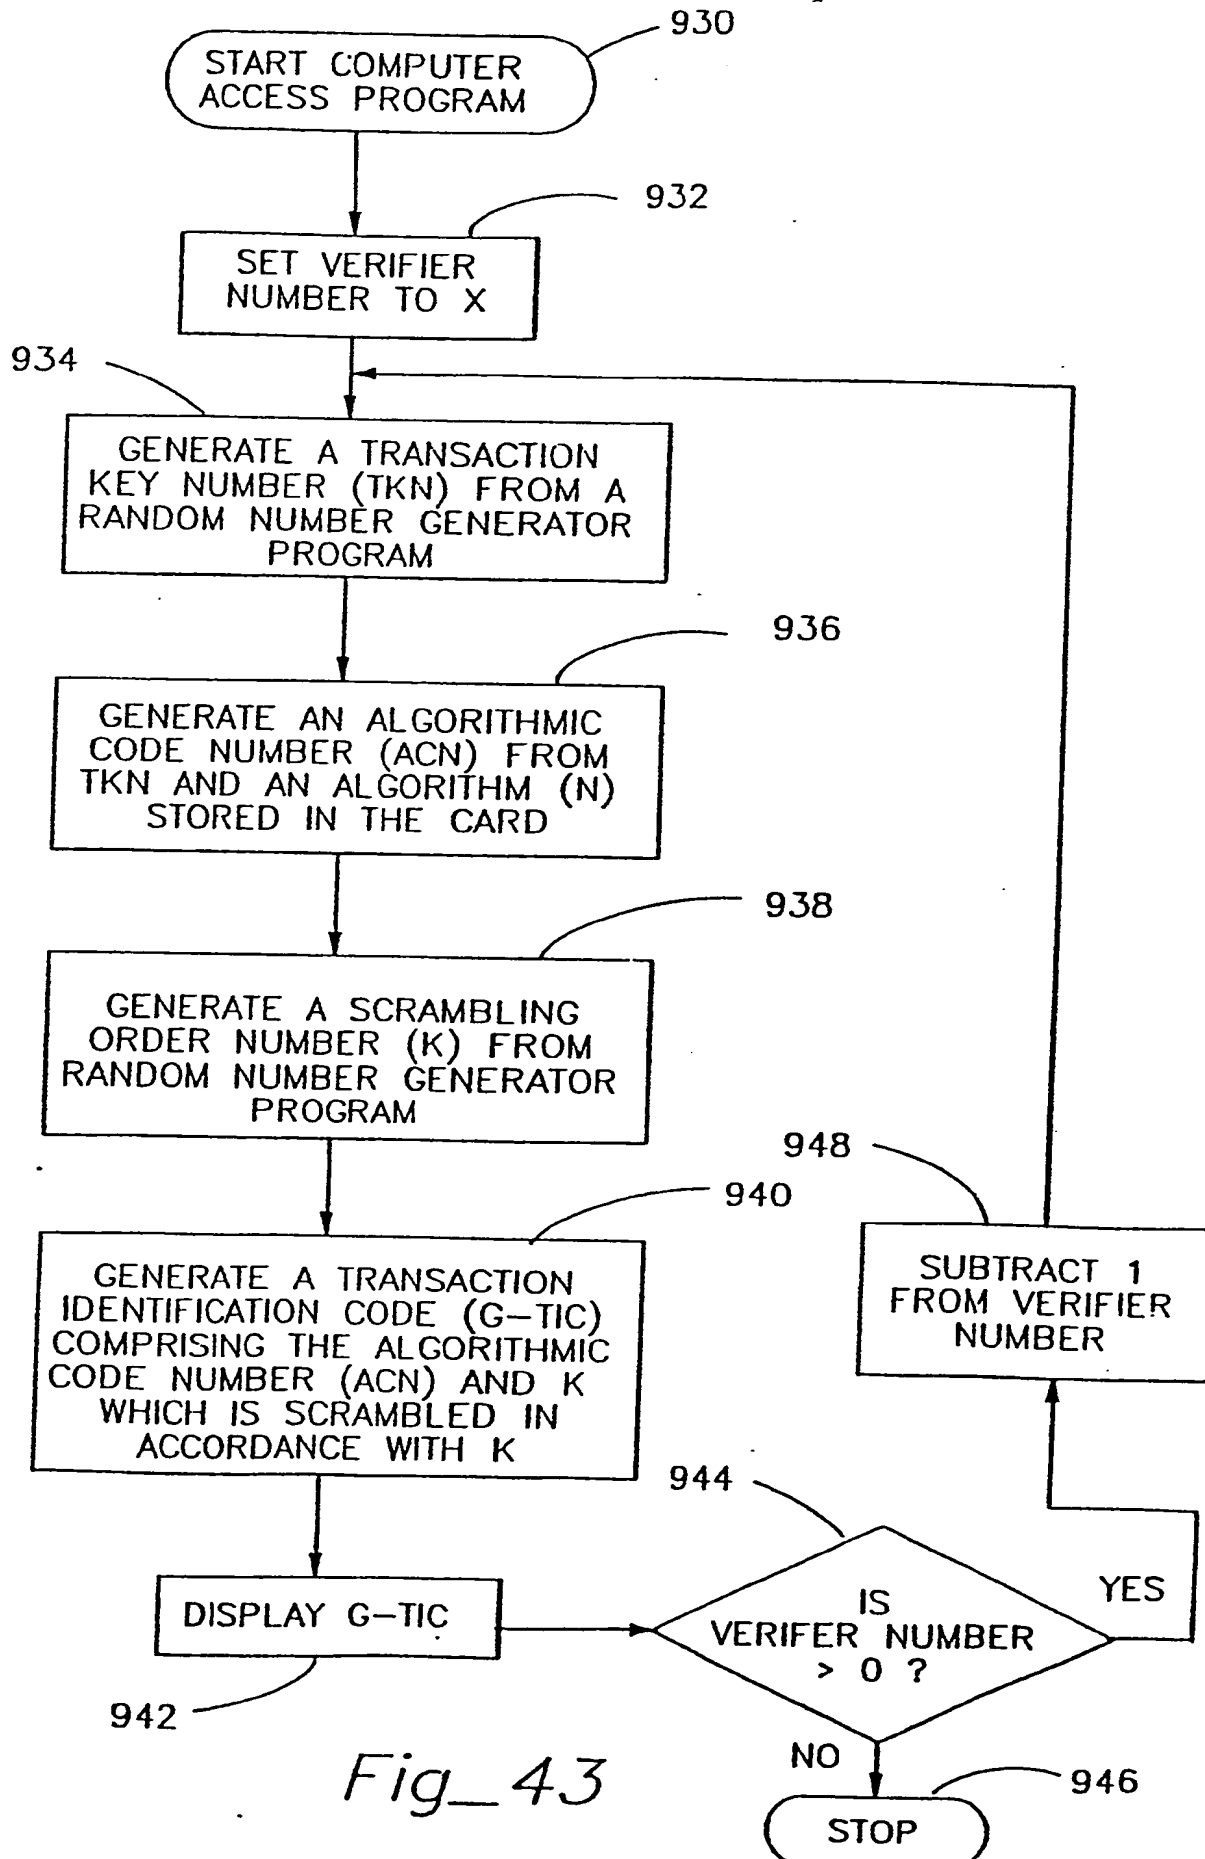 930
START COMPUTER
ACCESS PROGRAM
932
SET VERIFIER
NUMBER TO X
934
GENERATE A TRANSACTION
KEY NUMBER (TKN) FROM A
RANDOM NUMBER GENERATOR
PROGRAM
936
GENERATE AN ALGORITHMIC
CODE NUMBER (ACN) FROM
TKN AND AN ALGORITHM (N)
STORED IN THE CARD
938
GENERATE A SCRAMBLING
ORDER NUMBER (K) FROM
RANDOM NUMBER GENERATOR
PROGRAM
940
GENERATE A TRANSACTION
IDENTIFICATION CODE (G-TIC)
COMPRISING THE ALGORITHMIC
CODE NUMBER (ACN) AND K
WHICH IS SCRAMBLED IN
ACCORDANCE WITH K
948
SUBTRACT 1
FROM VERIFIER
NUMBER
DISPLAY G-TIC
942
944
IS
VERIFER NUMBER
> 0 ?
YES
NO
946
STOP
Fig_43